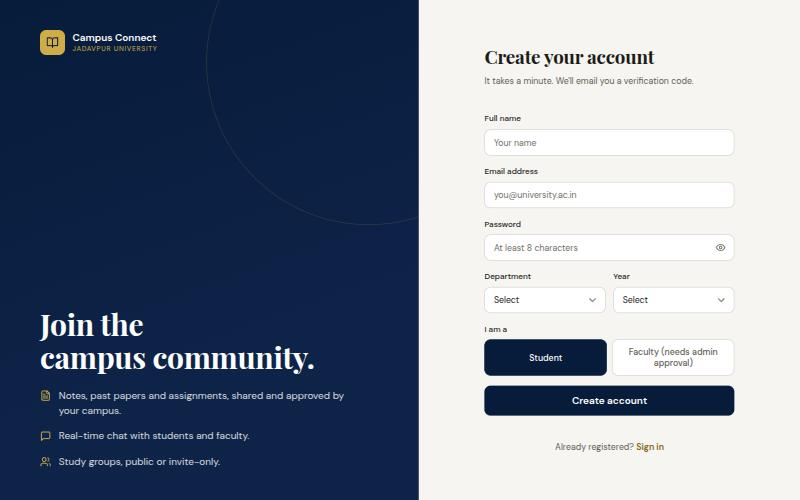 Campus Connect
JADAVPUR UNIVERSITY
Join the
campus community.
Notes, past papers and assignments, shared and approved by
your campus.
Real-time chat with students and faculty.
Study groups, public or invite-only.
Create your account
It takes a minute. We'll email you a verification code.
Full name
Your name
Email address
you@university.ac.in
Password
At least 8 characters
Department Year
Select Select
I am a
Student
Faculty (needs admin
approval)
Create account
Already registered? Sign in